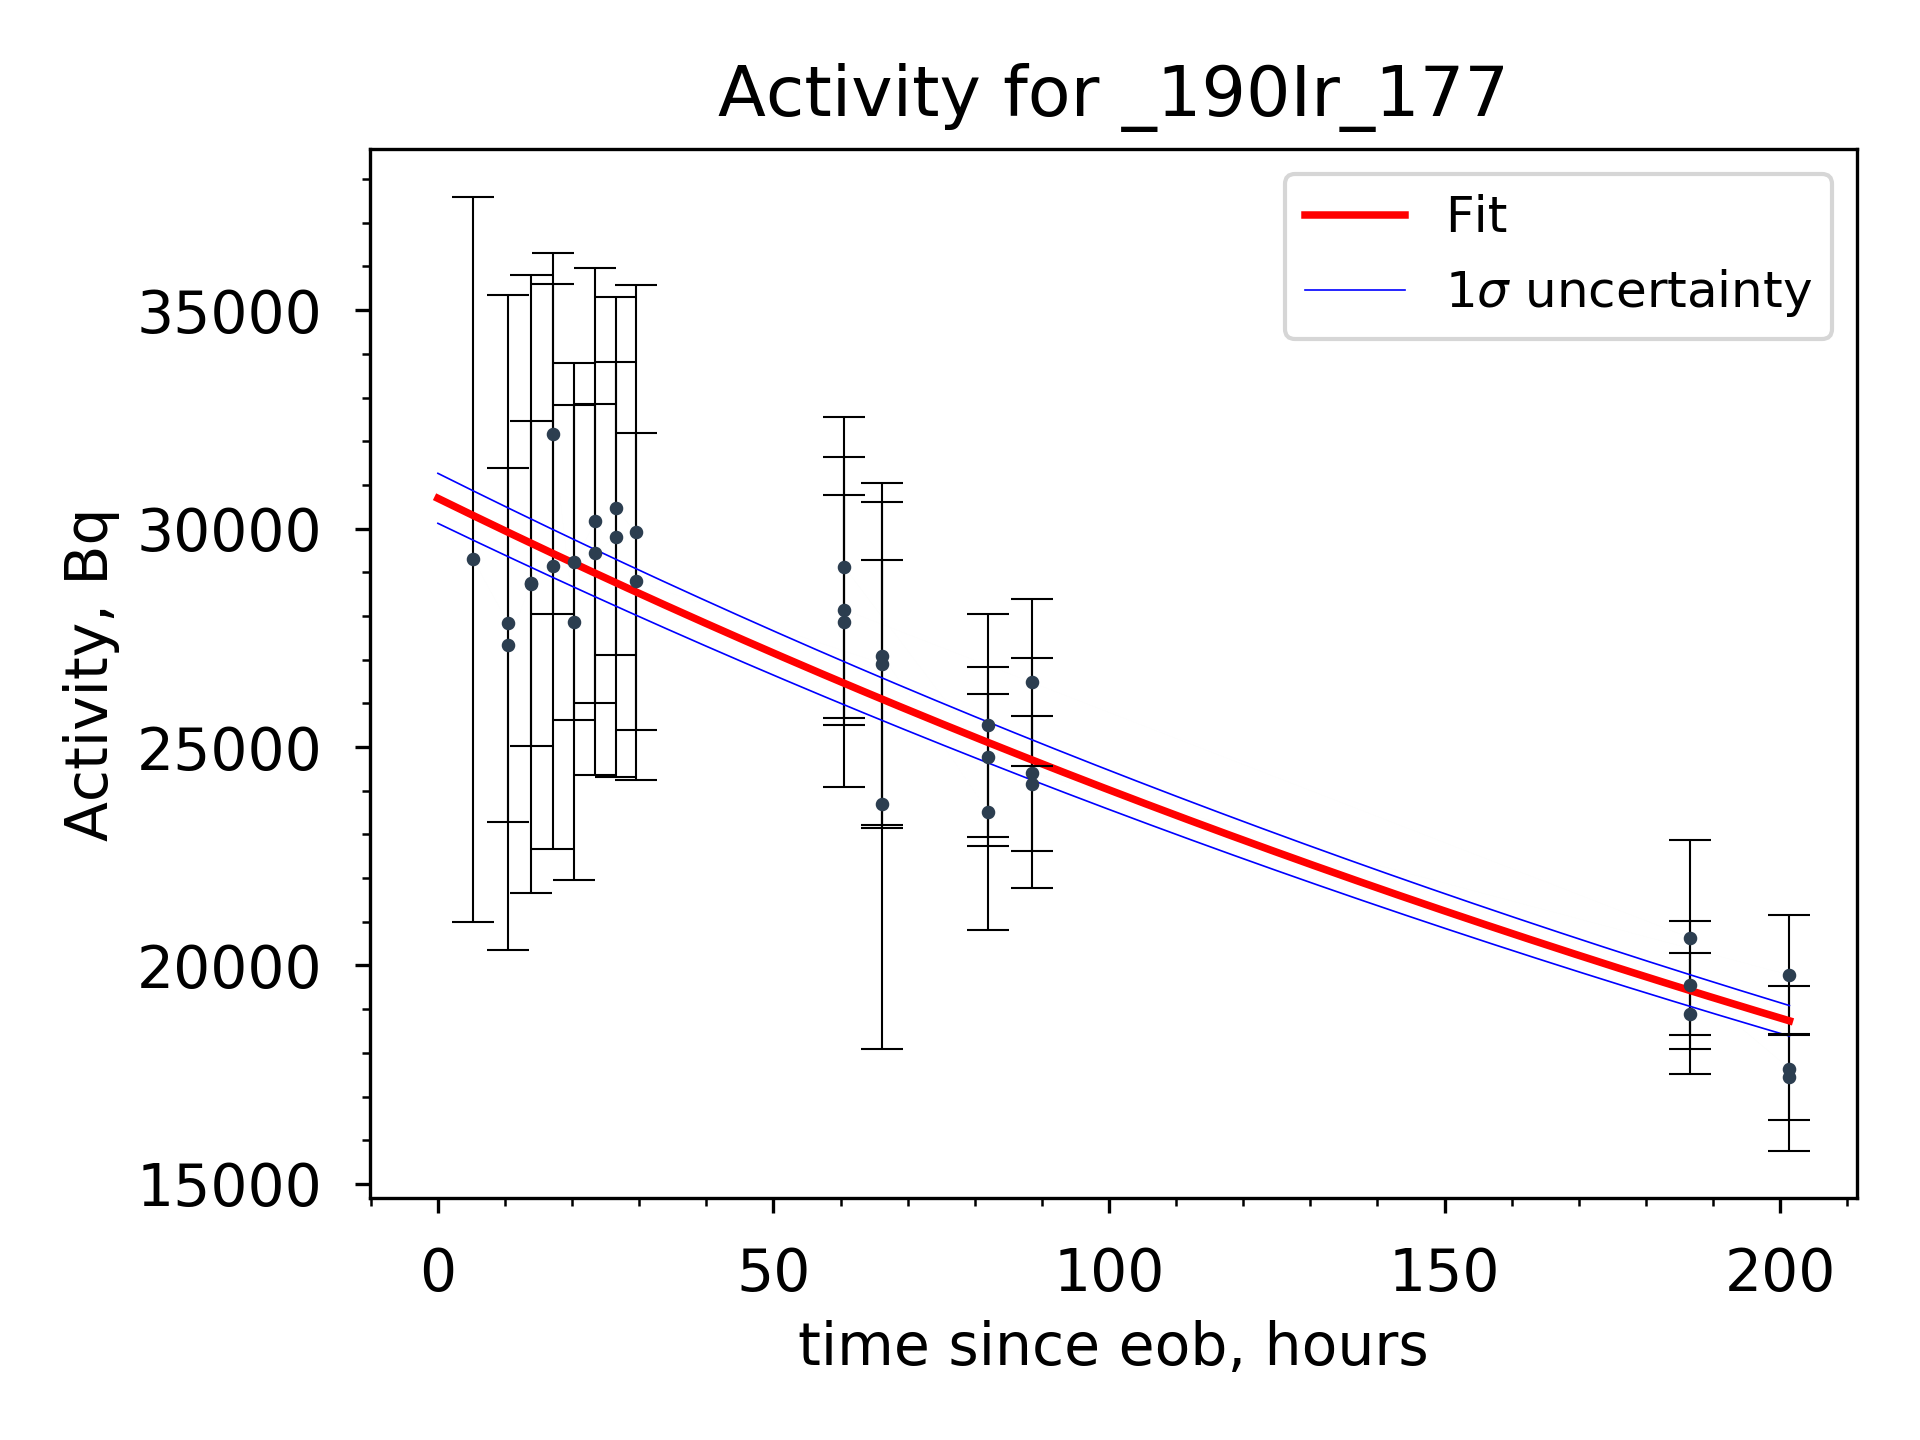 Activity for _190Ir_177
Fit
1σ uncertainty
Activity, Bq
35000
30000
25000
20000
15000
0 50 100 150 200
time since eob, hours